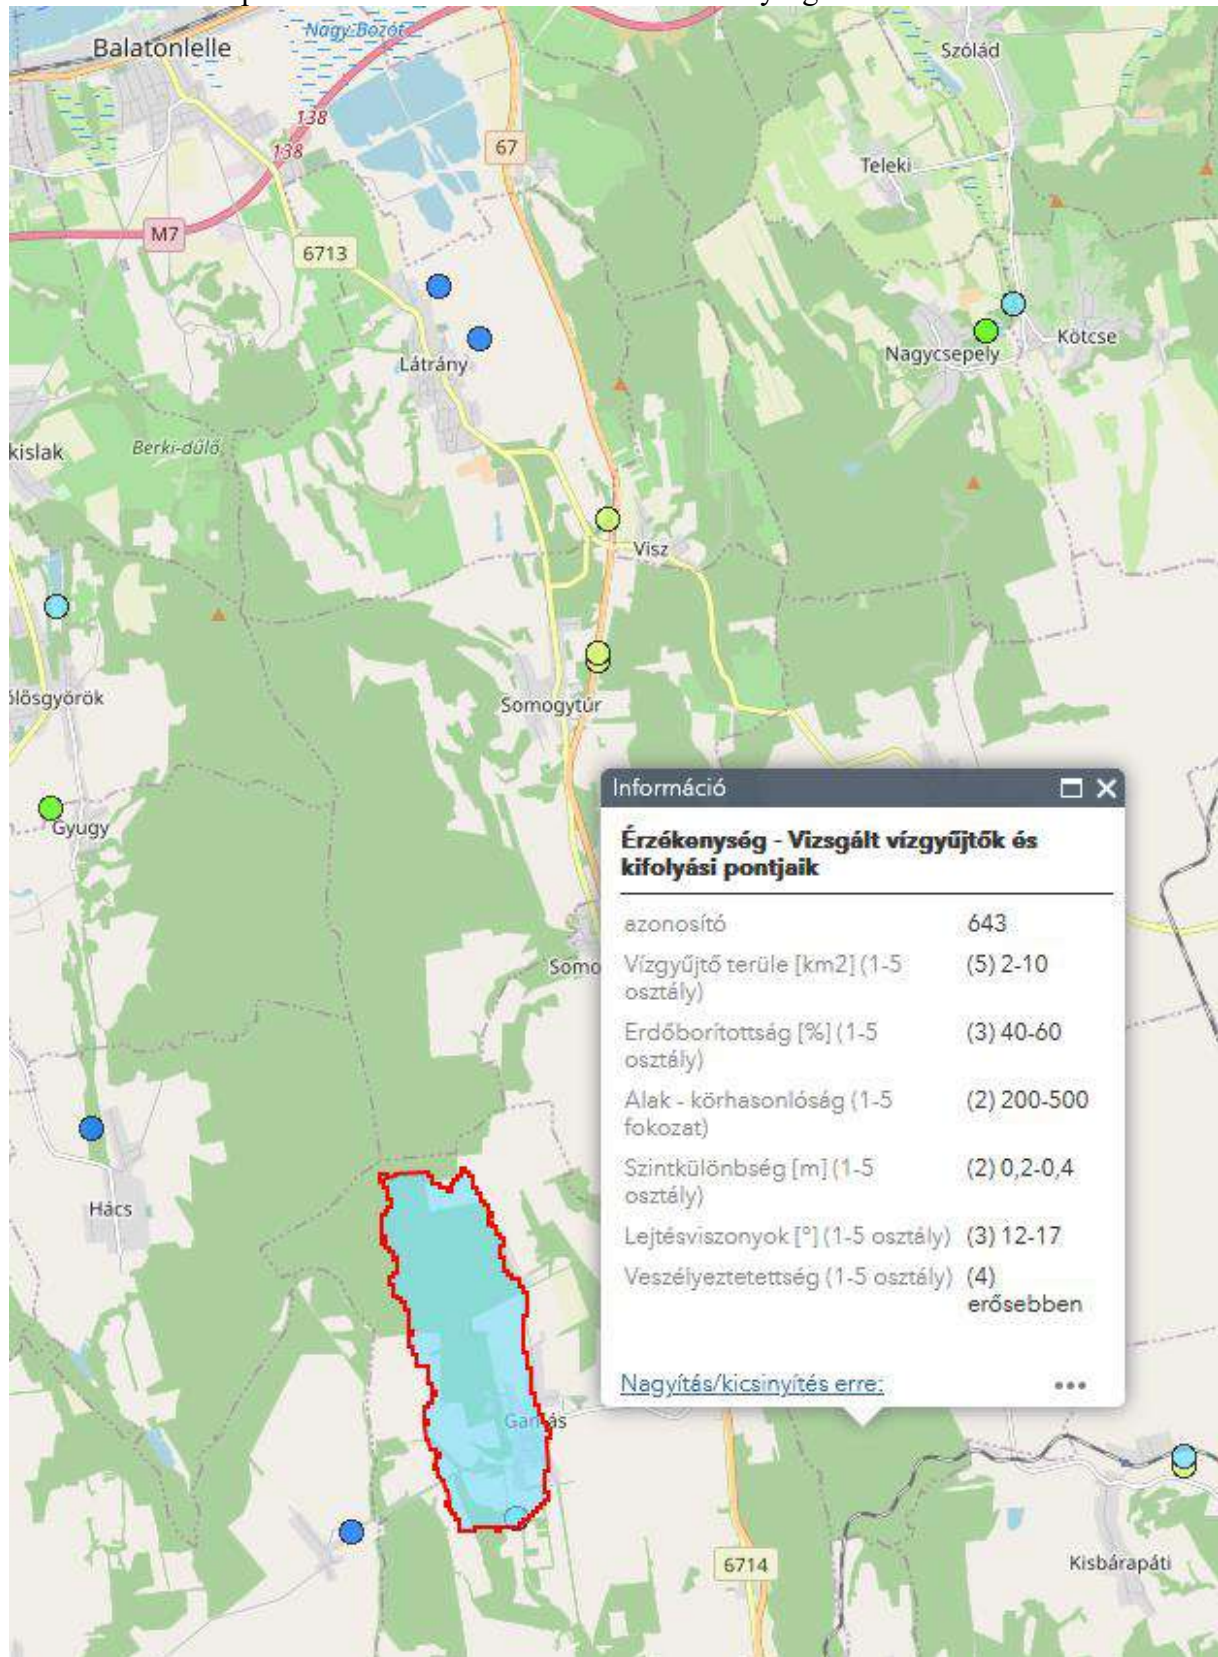 Balatonlelle
Nagy-Bozót
Szólád
138
138
67
Teleki
M7
6713
Látrány
Nagycsepely
Kötcse
kislak
Berki-dűlő
Visz
Somogytúr
ölősgyörök
Információ
Gyugy
Érzékenység - Vizsgált vízgyűjtők és
kifolyási pontjaik
azonosító 643
Somo
Vízgyűjtő terüle [km2] (1-5 (5) 2-10
osztály)
Erdőborítottság [%] (1-5 (3) 40-60
osztály)
Alak - körhasonlóság (1-5 (2) 200-500
fokozat)
Szintkülönbség [m] (1-5 (2) 0,2-0,4
osztály)
Hács
Lejtésviszonyok [°] (1-5 osztály) (3) 12-17
Veszélyeztetettség (1-5 osztály) (4)
erősebben
Nagyítás/kicsinyítés erre:
Gamás
6714
Kisbárapáti